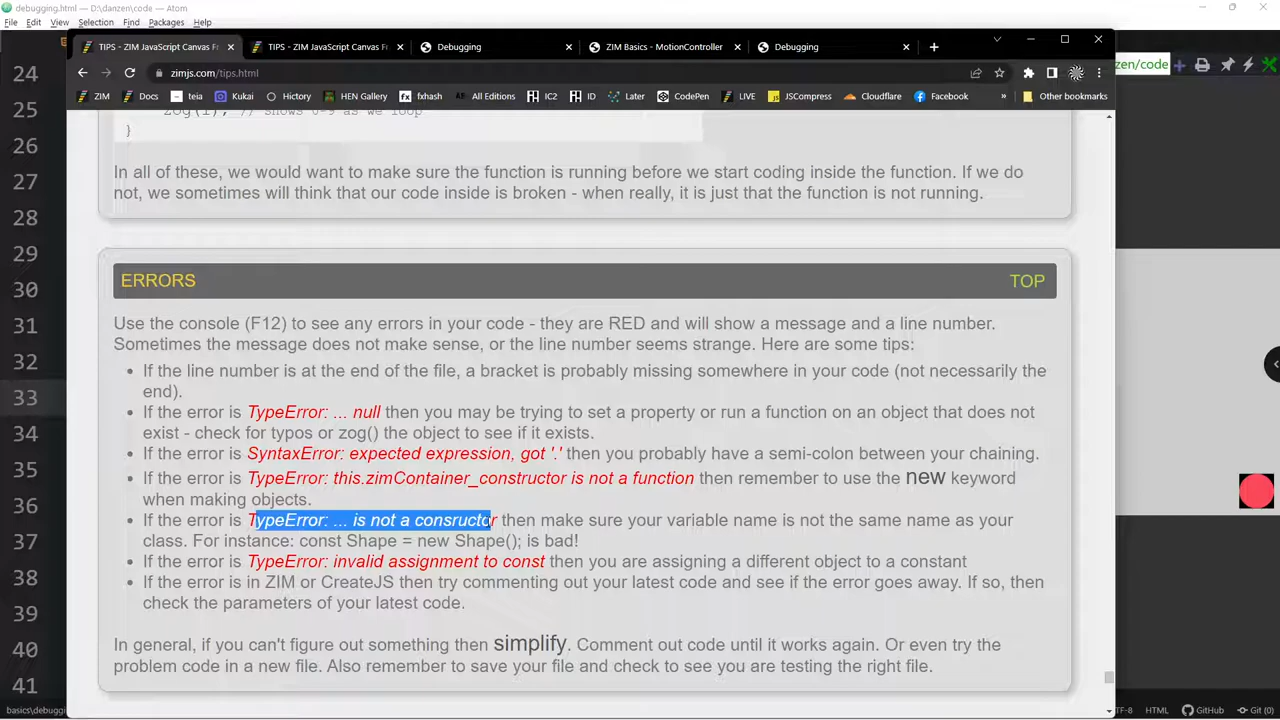 debugging.html — D:\danzen\code — Atom
File Edit View Selection Find Packages Help
TIPS - ZIM JavaScript Canvas F
TIPS - ZIM JavaScript Canvas F
Debugging
ZIM Basics - MotionController
Debugging
zimjs.com/tips.html
zen/code
ZIM Docs teia Kukai Hictory HEN Gallery fxhash All Editions IC2 ID Later CodePen LIVE JSCompress Cloudflare Facebook » Other bookmarks
24
25
26
27
28
29
30
31
32
33
34
35
36
37
38
39
40
41
zog(i); // shows 0-9 as we loop
}
In all of these, we would want to make sure the function is running before we start coding inside the function. If we do
not, we sometimes will think that our code inside is broken - when really, it is just that the function is not running.
ERRORS TOP
Use the console (F12) to see any errors in your code - they are RED and will show a message and a line number.
Sometimes the message does not make sense, or the line number seems strange. Here are some tips:
• If the line number is at the end of the file, a bracket is probably missing somewhere in your code (not necessarily the
end).
• If the error is TypeError: ... null then you may be trying to set a property or run a function on an object that does not
exist - check for typos or zog() the object to see if it exists.
• If the error is SyntaxError: expected expression, got '.' then you probably have a semi-colon between your chaining.
• If the error is TypeError: this.zimContainer_constructor is not a function then remember to use the new keyword
when making objects.
• If the error is TypeError: ... is not a consructor then make sure your variable name is not the same name as your
class. For instance: const Shape = new Shape(); is bad!
• If the error is TypeError: invalid assignment to const then you are assigning a different object to a constant
• If the error is in ZIM or CreateJS then try commenting out your latest code and see if the error goes away. If so, then
check the parameters of your latest code.
In general, if you can't figure out something then simplify. Comment out code until it works again. Or even try the
problem code in a new file. Also remember to save your file and check to see you are testing the right file.
basics\debuggi
TF-8 HTML GitHub Git (0)